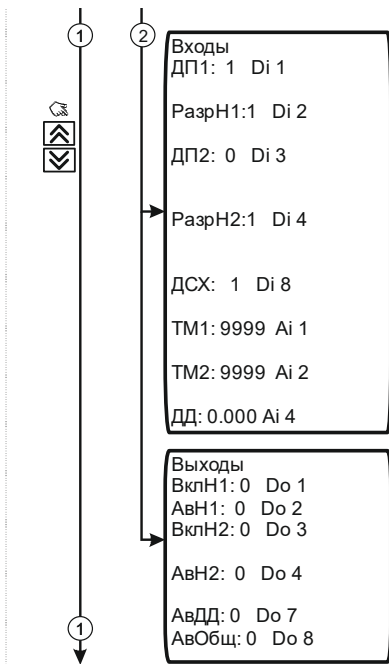 1
2
Входы
ДП1: 1 Di 1
РазрН1:1 Di 2
ДП2: 0 Di 3
РазрН2:1 Di 4
ДСХ: 1 Di 8
ТМ1: 9999 Ai 1
ТМ2: 9999 Ai 2
ДД: 0.000 Ai 4
Выходы
ВклН1: 0 Do 1
АвН1: 0 Do 2
ВклН2: 0 Do 3
АвН2: 0 Do 4
АвДД: 0 Do 7
АвОбщ: 0 Do 8
1